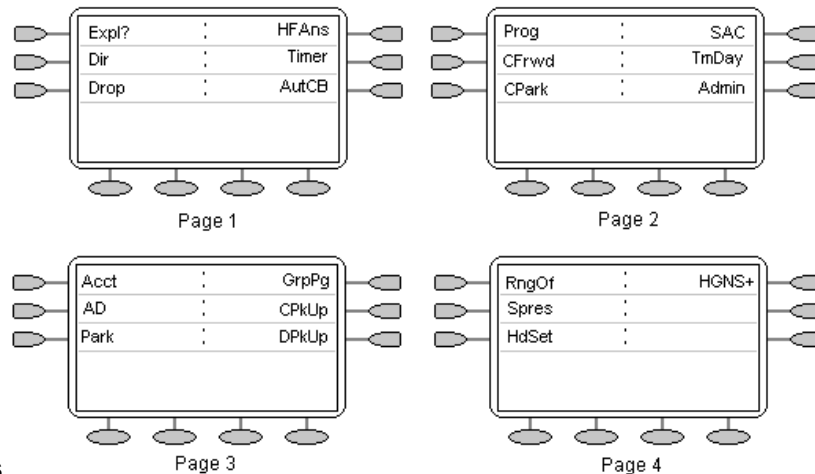 Expl? HFAns
Dir Timer
Drop AutCB
Page 1
Prog SAC
CFrwd TmDay
CPark Admin
Page 2
Acct GrpPg
AD CPkUp
Park DPkUp
Page 3
RngOf HGNS+
Spres
HdSet
Page 4